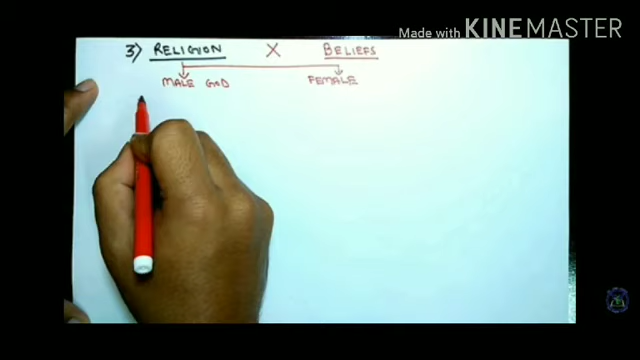 Made with KINEMASTER
3) RELIGION X BELIEFS
MALE GOD FEMALE